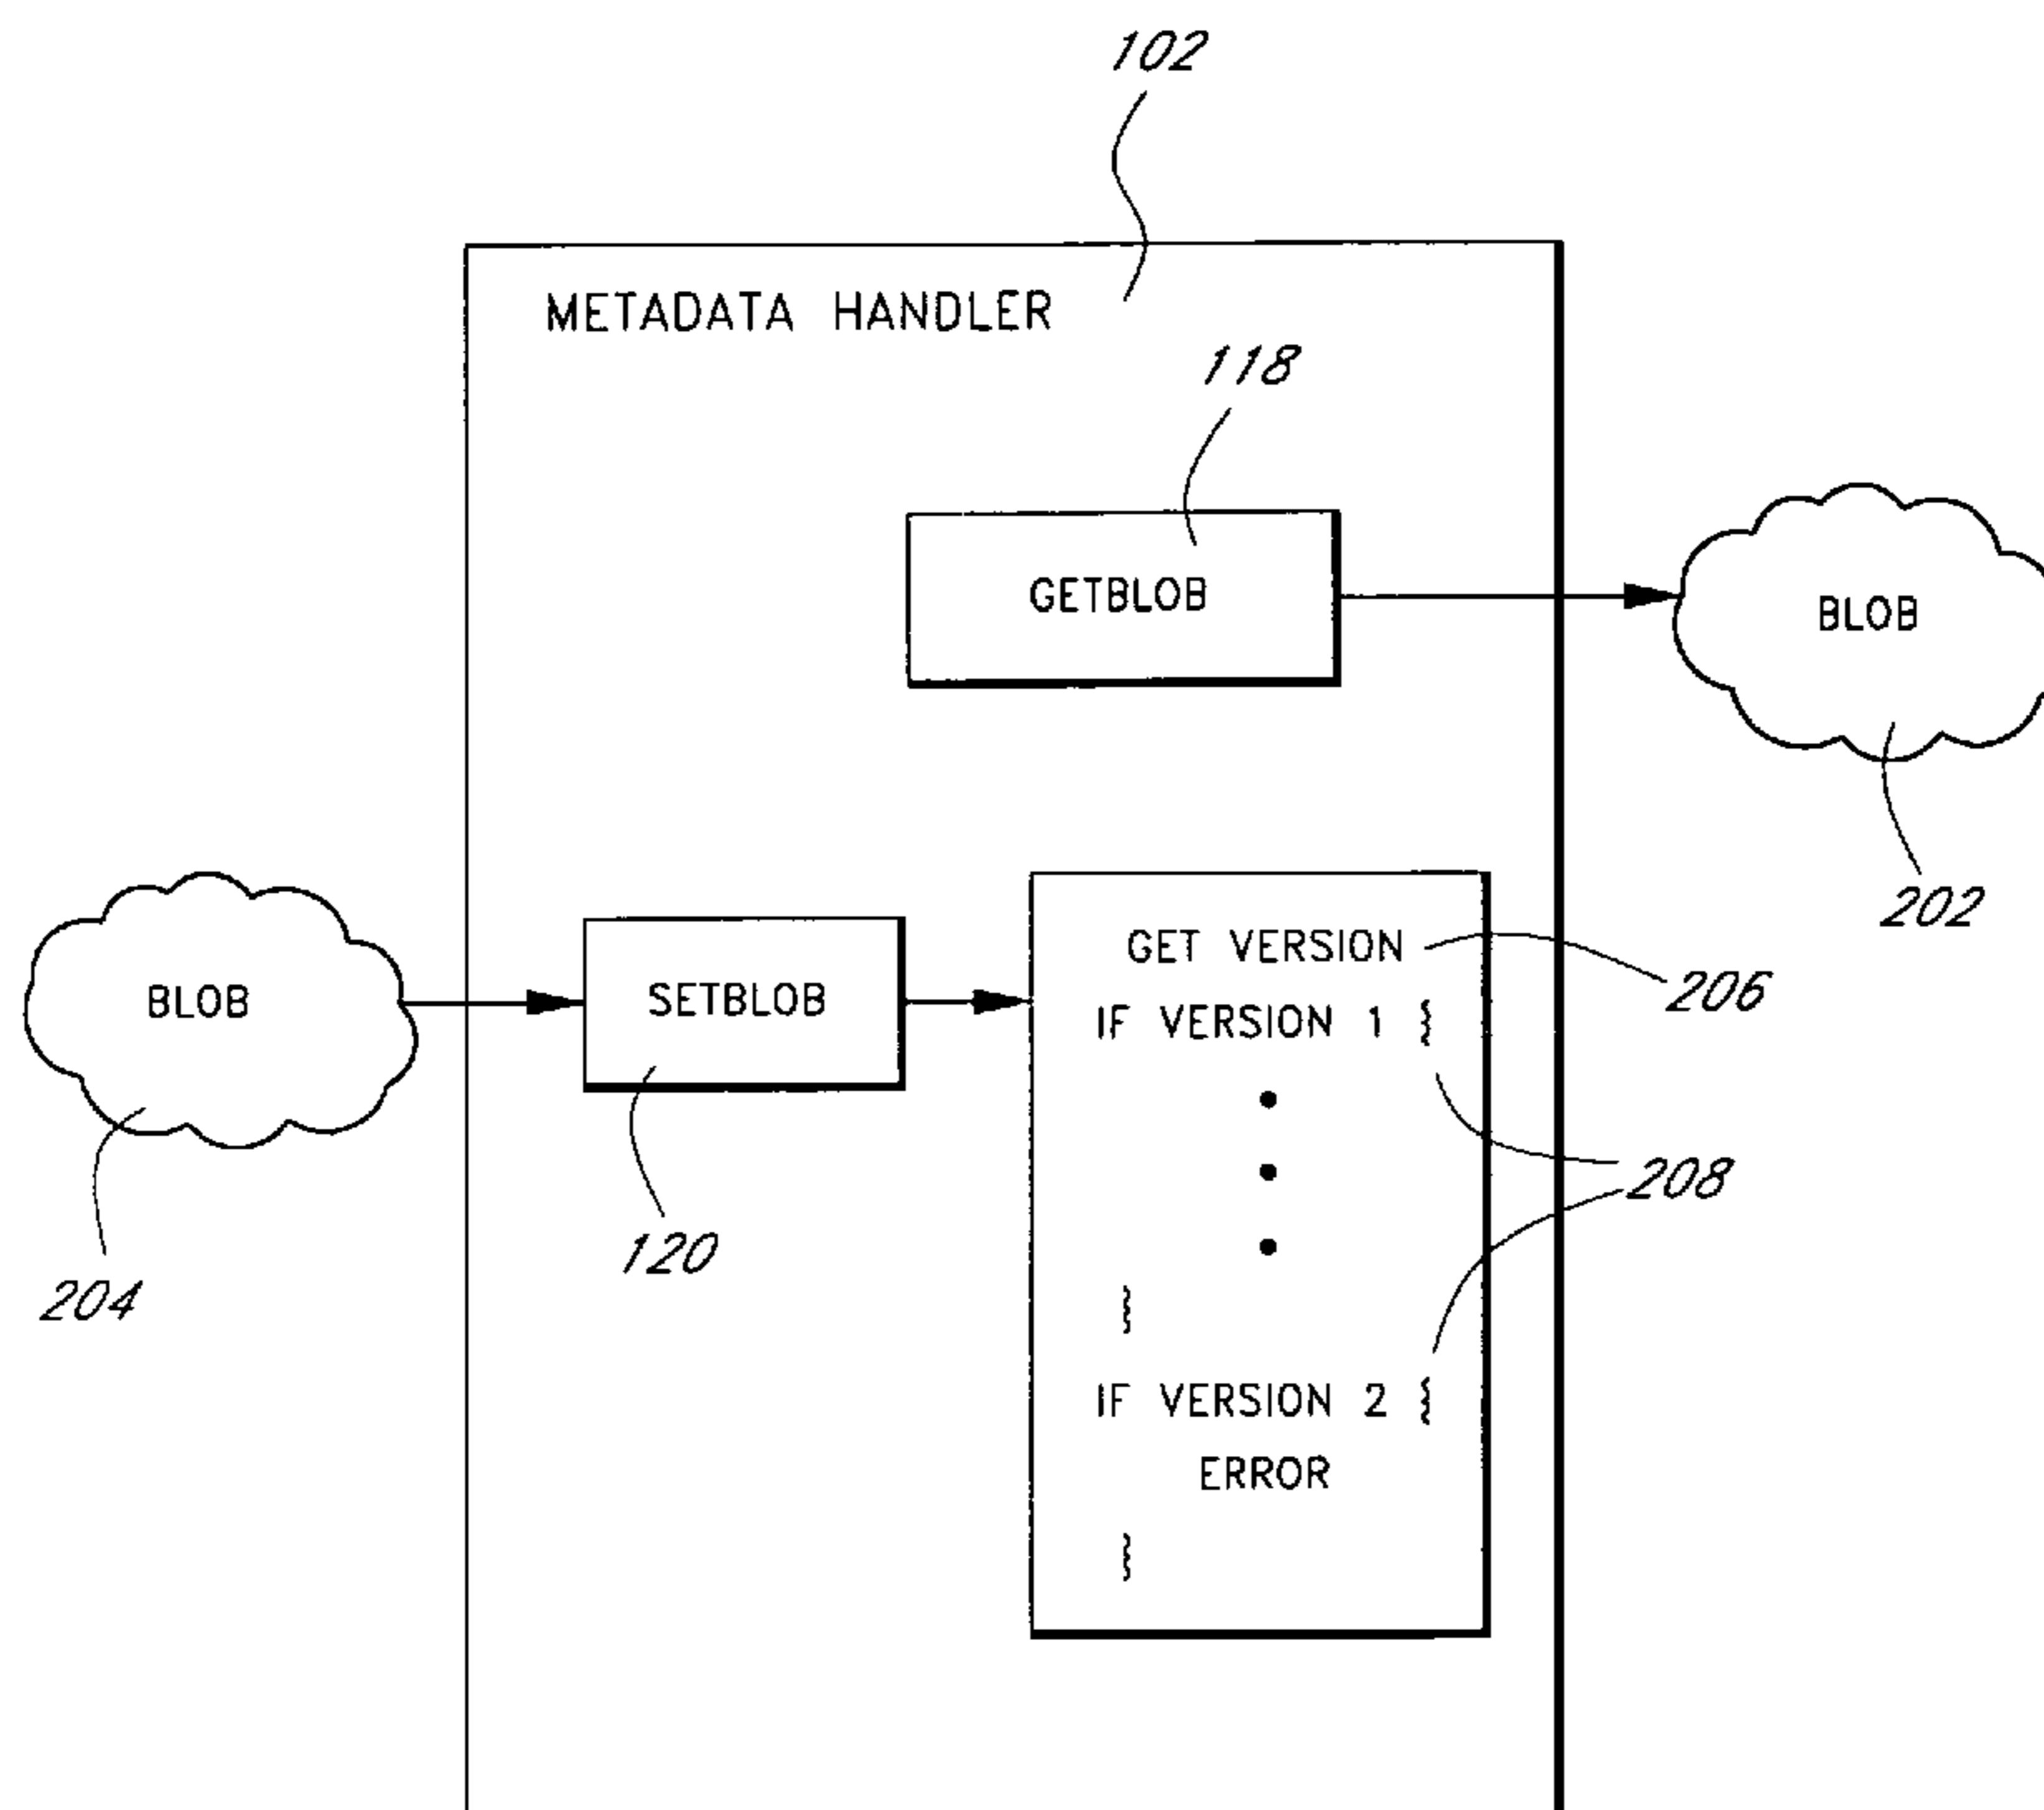 102
METADATA HANDLER
118
GETBLOB
BLOB
202
BLOB
SETBLOB
GET VERSION
206
IF VERSION 1 {
208
120
204
}
IF VERSION 2 {
ERROR
}